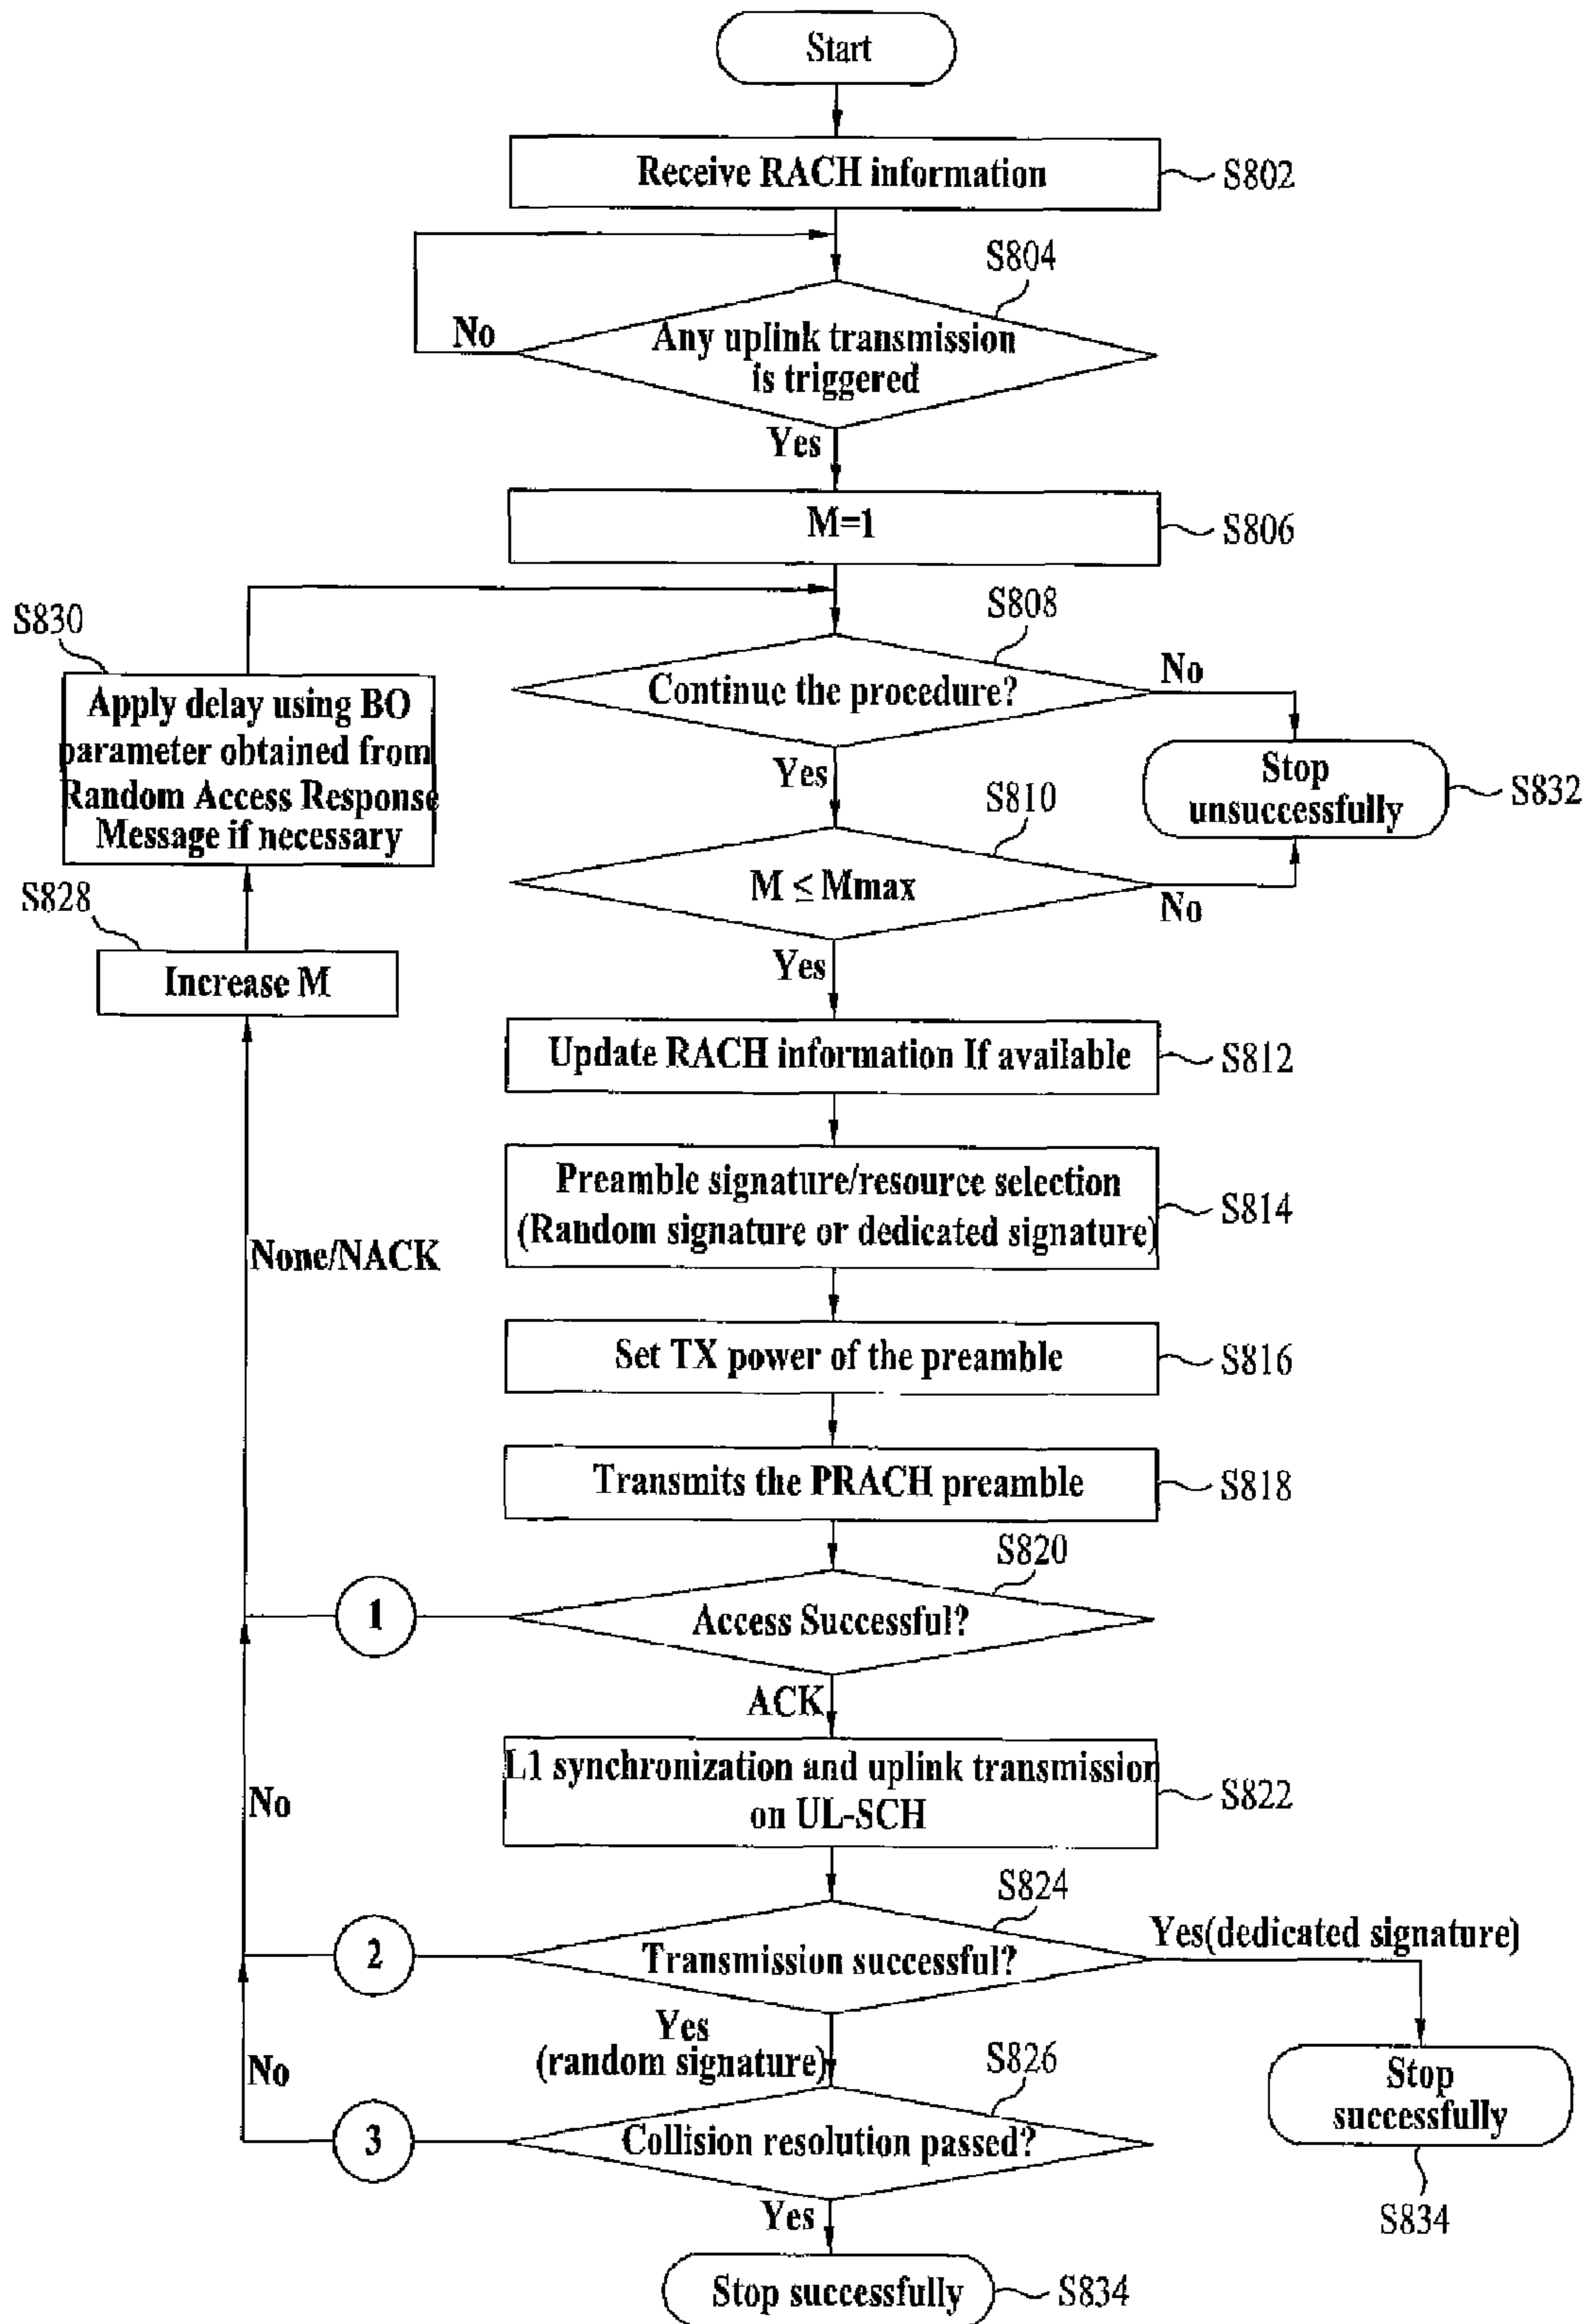 Start
Receive RACH information
S802
S804
No
Any uplink transmission
is triggered
Yes
M=1
S806
S830
S808
Apply delay using BO
parameter obtained from
Random Access Response
Message if necessary
Continue the procedure?
No
Yes
Stop
unsuccessfully
S832
S810
M ≤ Mmax
No
S828
Increase M
Yes
Update RACH information If available
S812
Preamble signature/resource selection
(Random signature or dedicated signature)
S814
None/NACK
Set TX power of the preamble
S816
Transmits the PRACH preamble
S818
S820
1
Access Successful?
ACK
L1 synchronization and uplink transmission
on UL-SCH
S822
No
S824
2
Transmission successful?
Yes(dedicated signature)
Yes
(random signature)
No
S826
Stop
successfully
S834
3
Collision resolution passed?
Yes
Stop successfully
S834